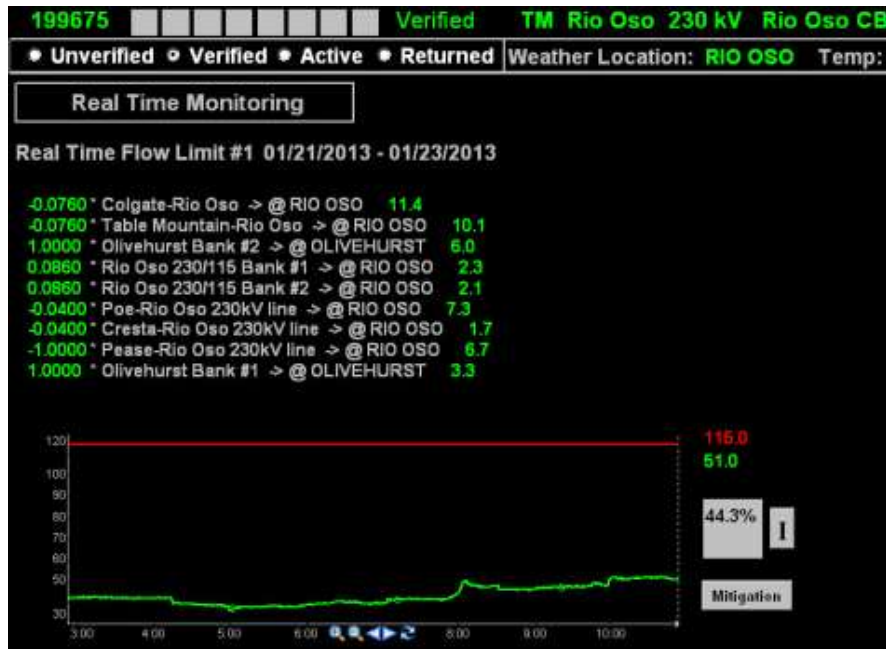 199675 Verified TM Rio Oso 230 kV Rio Oso CB
Unverified Verified Active Returned Weather Location: RIO OSO Temp:
Real Time Monitoring
Real Time Flow Limit #1 01/21/2013 - 01/23/2013
-0.0760 * Colgate-Rio Oso -> @ RIO OSO 11.4
-0.0760 * Table Mountain-Rio Oso -> @ RIO OSO 10.1
1.0000 * Olivehurst Bank #2 -> @ OLIVEHURST 6.0
0.0860 * Rio Oso 230/115 Bank #1 -> @ RIO OSO 2.3
0.0860 * Rio Oso 230/115 Bank #2 -> @ RIO OSO 2.1
-0.0400 * Poe-Rio Oso 230kV line -> @ RIO OSO 7.3
-0.0400 * Cresta-Rio Oso 230kV line -> @ RIO OSO 1.7
-1.0000 * Pease-Rio Oso 230kV line -> @ RIO OSO 6.7
1.0000 * Olivehurst Bank #1 -> @ OLIVEHURST 3.3
120
115.0
51.0
100
90
80
70
60
50
30
44.3% I
Mitigation
3:00 4:00 5:00 6:00 8:00 9:00 10:00